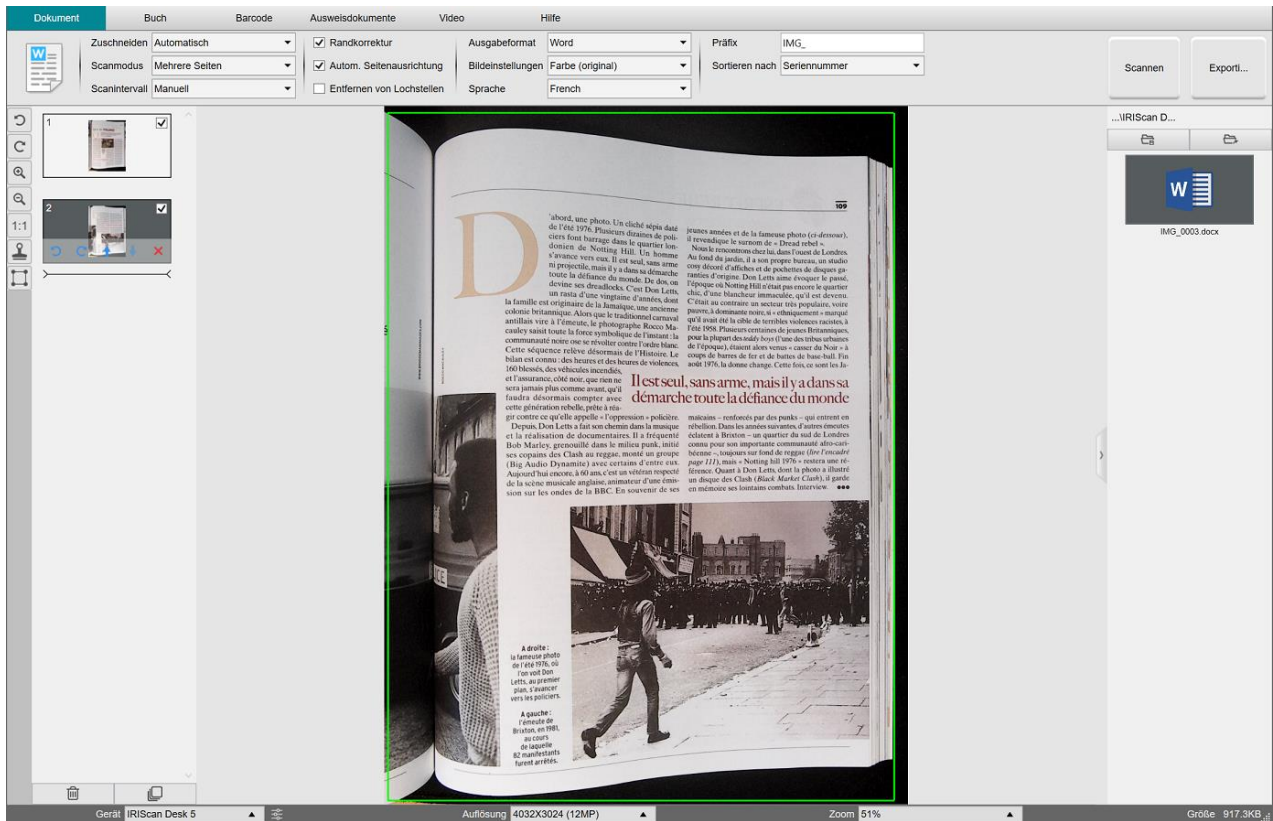 Dokument
Buch
Barcode
Ausweisdokumente
Video
Hilfe
Zuschneiden Automatisch
Scanmodus Mehrere Seiten
Scanintervall Manuell
Randkorrektur
Autom. Seitenausrichtung
Entfernen von Lochstellen
Ausgabeformat Word
Bildeinstellungen Farbe (original)
Sprache French
Präfix IMG_
Sortieren nach Seriennummer
Scannen
Exporti...
1
2
1:1
109
D
'abord, une photo. Un cliché sépia daté
de l'été 1976. Plusieurs dizaines de poli-
ciers font barrage dans le quartier lon-
donien de Notting Hill. Un homme
s'avance vers eux. Il est seul, sans arme
ni projectile, mais il y a dans sa démarche
toute la défiance du monde. De dos, on
devine ses dreadlocks. C'est Don Letts,
un rasta d'une vingtaine d'années, dont
la famille est originaire de la Jamaïque, une ancienne
colonie britannique. Alors que le traditionnel carnaval
antillais vire à l'émeute, le photographe Rocco Ma-
cauley saisit toute la force symbolique de l'instant : la
communauté noire ose se révolter contre l'ordre blanc.
Cette séquence relève désormais de l'Histoire. Le
bilan est connu : des heures et des heures de violences,
160 blessés, des véhicules incendiés,
et l'assurance, côté noir, que rien ne
sera jamais plus comme avant, qu'il
faudra désormais compter avec
cette génération rebelle, prête à réa-
gir contre ce qu'elle appelle « l'oppression » policière.
Depuis, Don Letts a fait son chemin dans la musique
et la réalisation de documentaires. Il a fréquenté
Bob Marley, grenouillé dans le milieu punk, initié
ses copains des Clash au reggae, monté un groupe
(Big Audio Dynamite) avec certains d'entre eux.
Aujourd'hui encore, à 60 ans, c'est un vétéran respecté
de la scène musicale anglaise, animateur d'une émis-
sion sur les ondes de la BBC. En souvenir de ses
jeunes années et de la fameuse photo (ci-dessous),
il revendique le surnom de « Dread rebel ».
Nous le rencontrons chez lui, dans l'ouest de Londres.
Au fond du jardin, il a son propre bureau, un studio
cosy décoré d'affiches et de pochettes de disques ga-
ranties d'origine. Don Letts aime évoquer le passé,
l'époque où Notting Hill n'était pas encore le quartier
chic, d'une blancheur immaculée, qu'il est devenu.
C'était au contraire un secteur très populaire, voire
pauvre, à dominante noire, si « ethniquement » marqué
qu'il avait été la cible de terribles violences racistes, à
l'été 1958. Plusieurs centaines de jeunes Britanniques,
pour la plupart des teddy boys (l'une des tribus urbaines
de l'époque), étaient alors venus « casser du Noir » à
coups de barres de fer et de battes de base-ball. Fin
août 1976, la donne change. Cette fois, ce sont les Ja-
Il est seul, sans arme, mais il y a dans sa
démarche toute la défiance du monde
maïcains – renforcés par des punks – qui entrent en
rébellion. Dans les années suivantes, d'autres émeutes
éclatent à Brixton – un quartier du sud de Londres
connu pour son importante communauté afro-cari-
béenne –, toujours sur fond de reggae (lire l'encadré
page 111), mais « Notting hill 1976 » restera une ré-
férence. Quant à Don Letts, dont la photo a illustré
un disque des Clash (Black Market Clash), il garde
en mémoire ses lointains combats. Interview. ●●●
A droite :
la fameuse photo
de l'été 1976, où
l'on voit Don
Letts, au premier
plan, s'avancer
vers les policiers.
A gauche :
l'émeute de
Brixton, en 1981,
au cours
de laquelle
82 manifestants
furent arrêtés.
...\IRIScan D...
W
IMG_0003.docx
Gerät IRIScan Desk 5
Auflösung 4032X3024 (12MP)
Zoom 51%
Größe 917.3KB